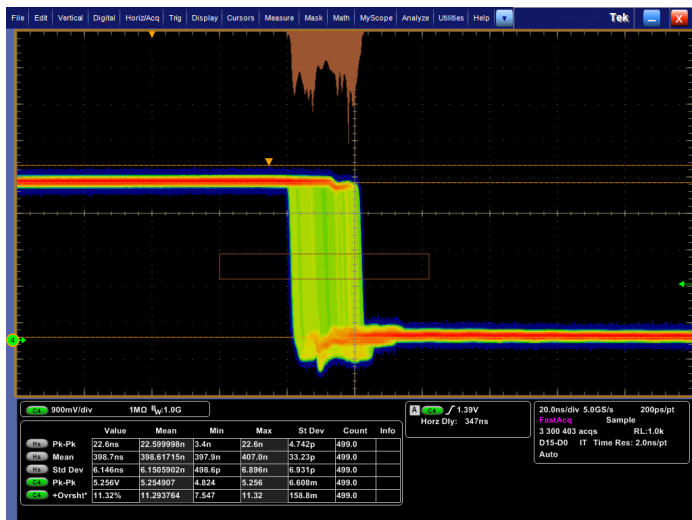 File Edit Vertical Digital Horiz/Acq Trig Display Cursors Measure Mask Math MyScope Analyze Utilities Help Tek X
4
C4 900mV/div 1MΩ BW:1.0G
A C4 1.39V
Horz Dly: 347ns
20.0ns/div 5.0GS/s 200ps/pt
FastAcq Sample
3 300 403 acqs RL:1.0k
D15-D0 IT Time Res: 2.0ns/pt
Auto
Value Mean Min Max St Dev Count Info
Hs Pk-Pk 22.6ns 22.599998n 3.4n 22.6n 4.742p 499.0
Hs Mean 398.7ns 398.61715n 397.9n 407.0n 33.23p 499.0
Hs Std Dev 6.146ns 6.1505902n 498.6p 6.896n 6.931p 499.0
C4 Pk-Pk 5.256V 5.254907 4.824 5.256 6.608m 499.0
C4 +Ovrsht* 11.32% 11.293764 7.547 11.32 158.8m 499.0